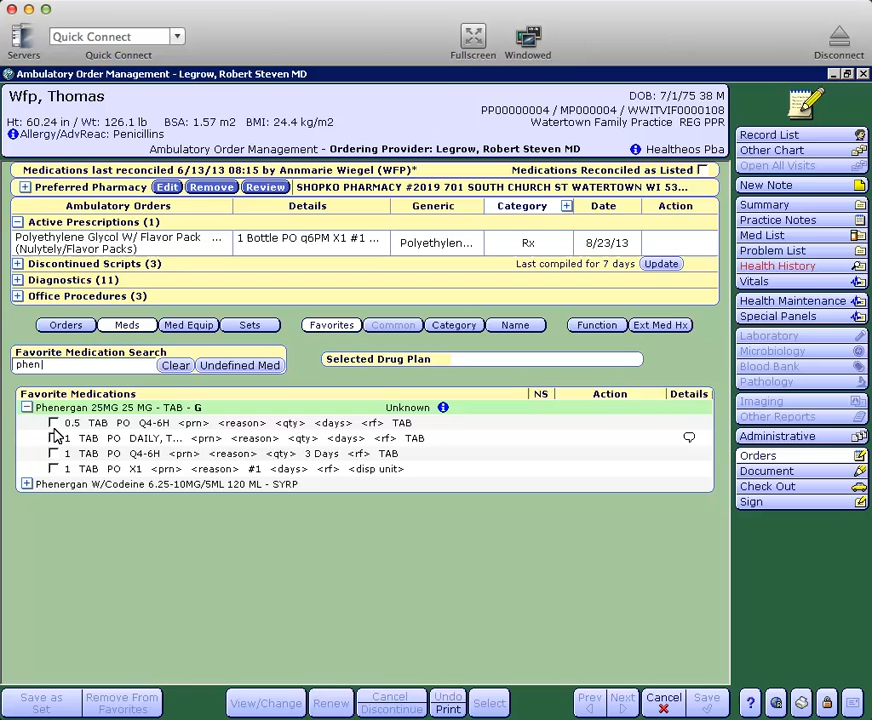 Quick Connect
Servers
Quick Connect
Fullscreen
Windowed
Disconnect
Ambulatory Order Management - Legrow, Robert Steven MD
Wfp, Thomas
DOB: 7/1/75 38 M
PP00000004 / MP000004 / WWITVIF0000108
Ht: 60.24 in / Wt: 126.1 lb BSA: 1.57 m2 BMI: 24.4 kg/m2
Watertown Family Practice REG PPR
Allergy/AdvReac: Penicillins
Ambulatory Order Management - Ordering Provider: Legrow, Robert Steven MD
Healtheos Pba
Medications last reconciled 6/13/13 08:15 by Annmarie Wiegel (WFP)*
Medications Reconciled as Listed
Preferred Pharmacy Edit Remove Review SHOPKO PHARMACY #2019 701 SOUTH CHURCH ST WATERTOWN WI 53...
Ambulatory Orders Details Generic Category Date Action
Active Prescriptions (1)
Polyethylene Glycol W/ Flavor Pack ... 1 Bottle PO q6PM X1 #1 ... Polyethylen... Rx 8/23/13
(Nulytely/Flavor Packs)
Discontinued Scripts (3) Last compiled for 7 days Update
Diagnostics (11)
Office Procedures (3)
Orders Meds Med Equip Sets Favorites Common Category Name Function Ext Med Hx
Favorite Medication Search
phen Clear Undefined Med
Selected Drug Plan
Favorite Medications NS Action Details
Phenergan 25MG 25 MG - TAB - G Unknown
0.5 TAB PO Q4-6H <prn> <reason> <qty> <days> <rf> TAB
1 TAB PO DAILY, T... <prn> <reason> <qty> <days> <rf> TAB
1 TAB PO Q4-6H <prn> <reason> <qty> 3 Days <rf> TAB
1 TAB PO X1 <prn> <reason> #1 <days> <rf> <disp unit>
Phenergan W/Codeine 6.25-10MG/5ML 120 ML - SYRP
Record List
Other Chart
Open All Visits
New Note
Summary
Practice Notes
Med List
Problem List
Health History
Vitals
Health Maintenance
Special Panels
Laboratory
Microbiology
Blood Bank
Pathology
Imaging
Other Reports
Administrative
Orders
Document
Check Out
Sign
Save as
Set
Remove From
Favorites
View/Change
Renew
Cancel
Discontinue
Undo
Print
Select
Prev
Next
Cancel
Save